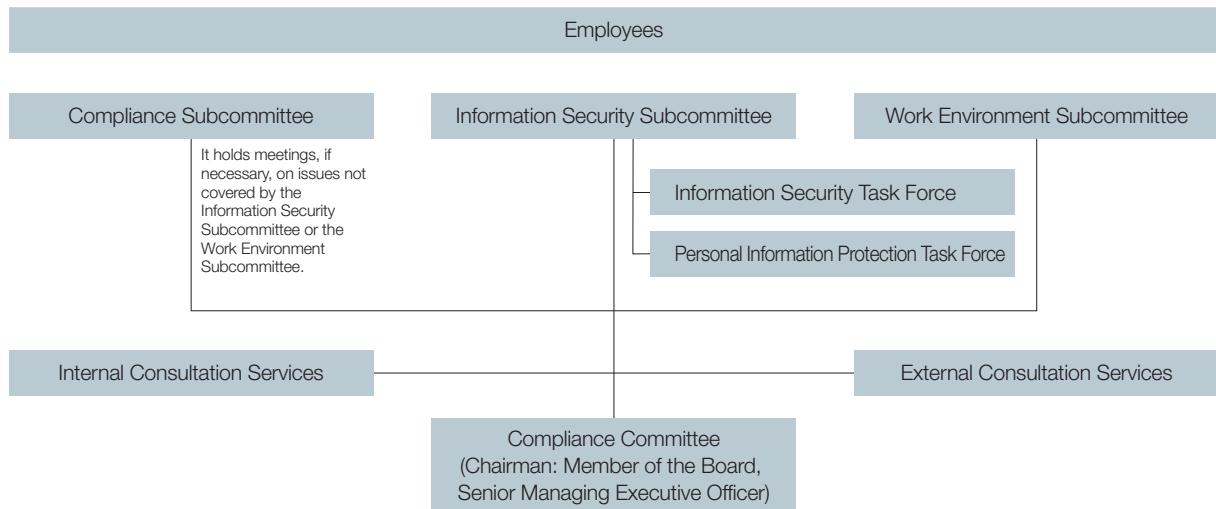 Employees
Compliance Subcommittee
Information Security Subcommittee
Work Environment Subcommittee
It holds meetings, if
necessary, on issues not
covered by the
Information Security
Subcommittee or the
Work Environment
Subcommittee.
Information Security Task Force
Personal Information Protection Task Force
Internal Consultation Services
External Consultation Services
Compliance Committee
(Chairman: Member of the Board,
Senior Managing Executive Officer)